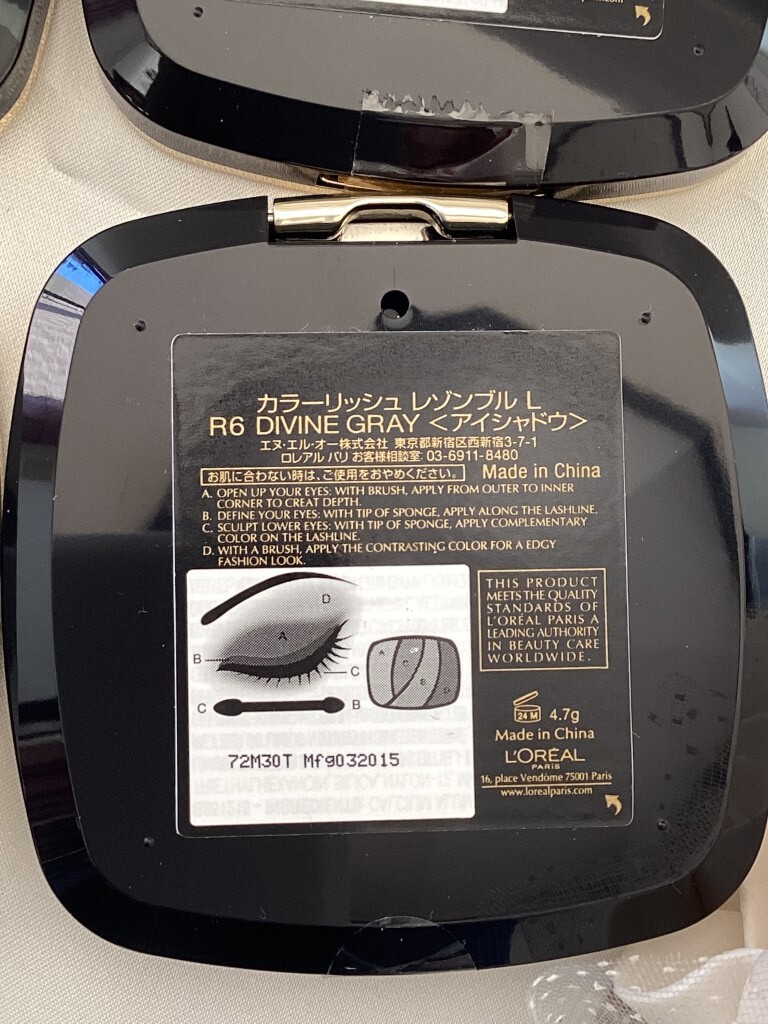 カラーリッシュ レゾンブル L
R6 DIVINE GRAY <アイシャドウ>
エヌ・エル・オー株式会社 東京都新宿区西新宿3-7-1
ロレアル パリ お客様相談室: 03-6911-8480
お肌に合わない時は、ご使用をおやめください。 Made in China
A. OPEN UP YOUR EYES: WITH BRUSH, APPLY FROM OUTER TO INNER
CORNER TO CREAT DEPTH.
B. DEFINE YOUR EYES: WITH TIP OF SPONGE, APPLY ALONG THE LASHLINE.
C. SCULPT LOWER EYES: WITH TIP OF SPONGE, APPLY COMPLEMENTARY
COLOR ON THE LASHLINE.
D. WITH A BRUSH, APPLY THE CONTRASTING COLOR FOR A EDGY
FASHION LOOK.
D
A
B
C
C
B
A
C
B
D
72M30T Mfg032015
THIS PRODUCT
MEETS THE QUALITY
STANDARDS OF
L'ORÉAL PARIS A
LEADING AUTHORITY
IN BEAUTY CARE
WORLDWIDE.
24 M 4.7g
Made in China
L'ORÉAL
PARIS
16, place Vendôme 75001 Paris
www.lorealparis.com